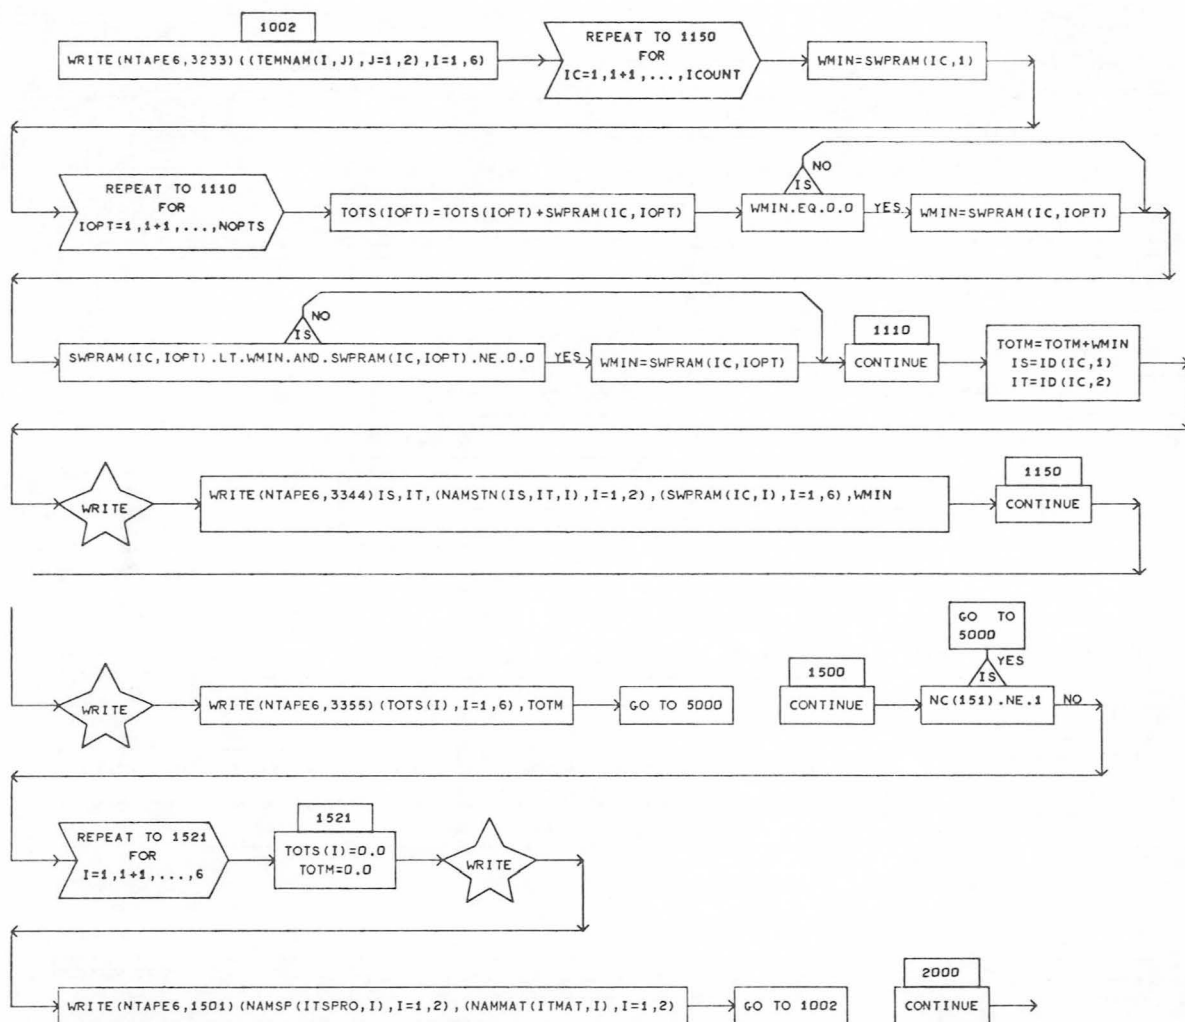 1002
WRITE(NTAPE6,3233)((TEMNAM(I,J),J=1,2),I=1,6)
REPEAT TO 1150
FOR
IC=1,1+1,...,ICOUNT
WMIN=SWPRAM(IC,1)
REPEAT TO 1110
FOR
IOPT=1,1+1,...,NOPTS
TOTS(IOPT)=TOTS(IOPT)+SWPRAM(IC,IOPT)
NO
IS
WMIN.EQ.0.0
YES
WMIN=SWPRAM(IC,IOPT)
NO
IS
SWPRAM(IC,IOPT).LT.WMIN.AND.SWPRAM(IC,IOPT).NE.0.0
YES
WMIN=SWPRAM(IC,IOPT)
1110
CONTINUE
TOTM=TOTM+WMIN
IS=ID(IC,1)
IT=ID(IC,2)
WRITE
WRITE(NTAPE6,3344)IS,IT,(NAMSTN(IS,IT,I),I=1,2),(SWPRAM(IC,I),I=1,6),WMIN
1150
CONTINUE
WRITE
WRITE(NTAPE6,3355)(TOTS(I),I=1,6),TOTM
GO TO 5000
1500
CONTINUE
GO TO
5000
YES
IS
NC(151).NE.1
NO
REPEAT TO 1521
FOR
I=1,1+1,...,6
1521
TOTS(I)=0.0
TOTM=0.0
WRITE
WRITE(NTAPE6,1501)(NAMSP(ITSPRO,I),I=1,2),(NAMMAT(ITMAT,I),I=1,2)
GO TO 1002
2000
CONTINUE